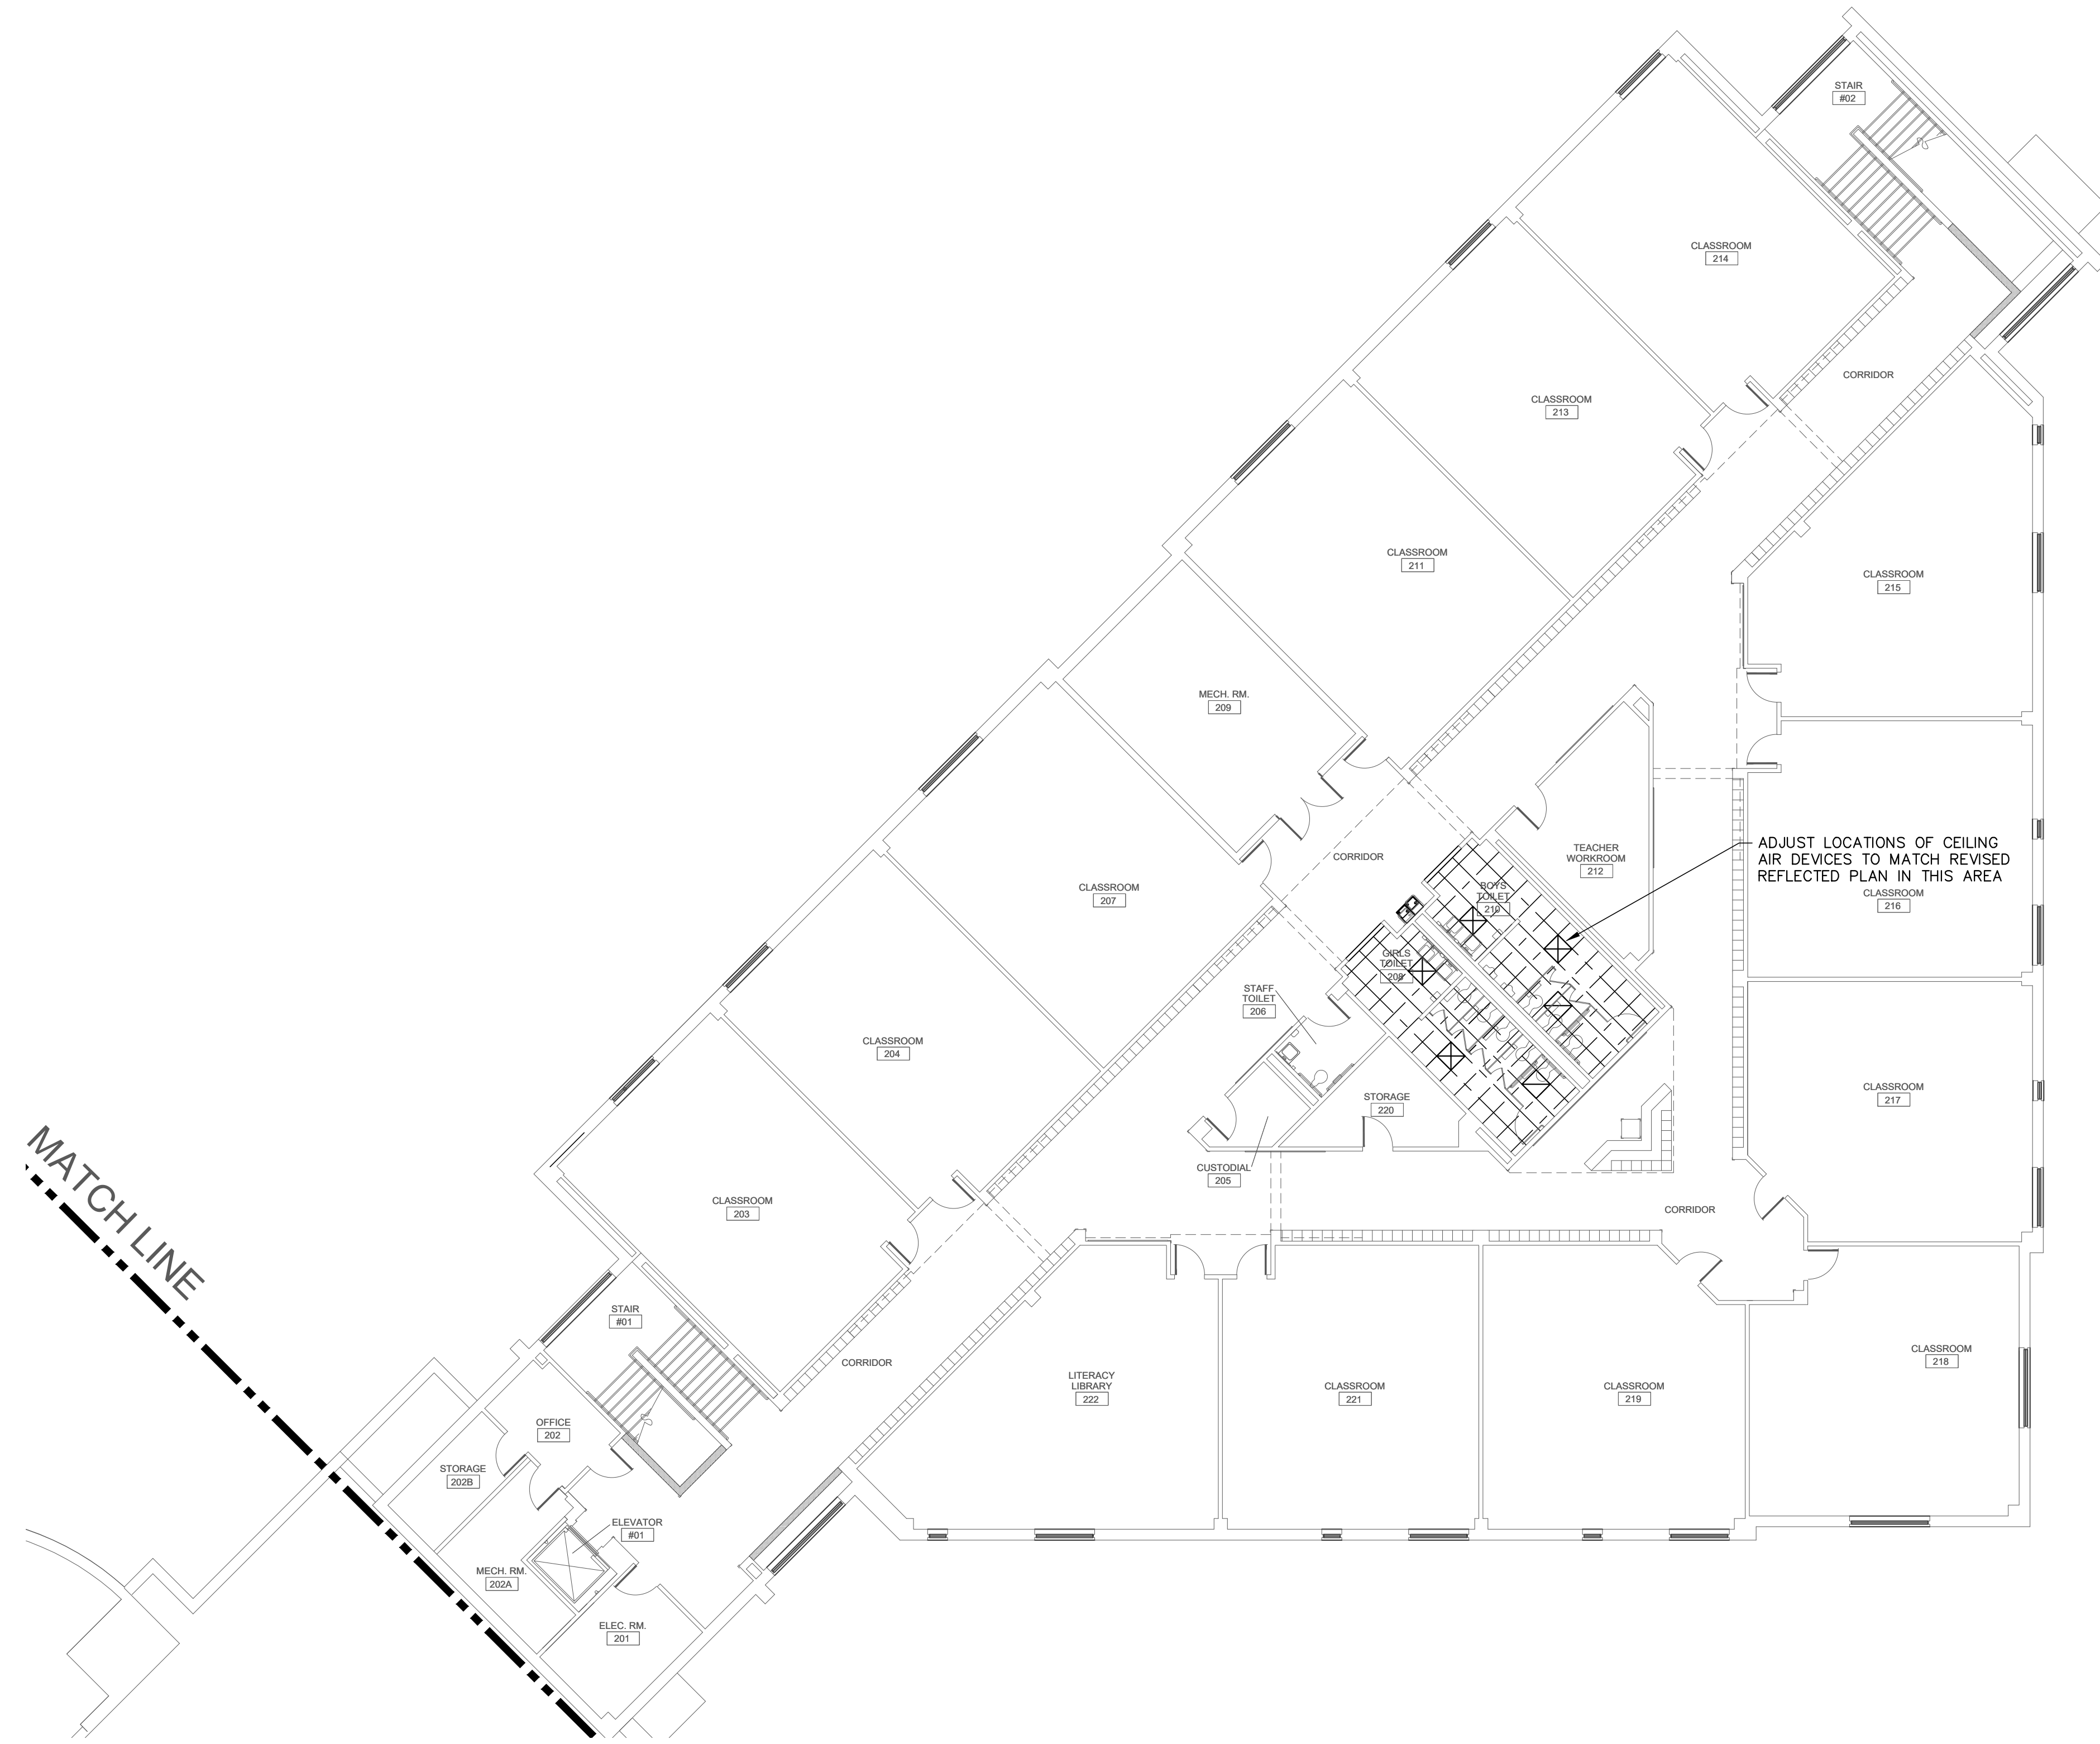 STAIR
#02
CLASSROOM
214
CORRIDOR
CLASSROOM
213
CLASSROOM
211
CLASSROOM
215
MECH. RM.
209
ADJUST LOCATIONS OF CEILING
AIR DEVICES TO MATCH REVISED
REFLECTED PLAN IN THIS AREA
TEACHER
WORKROOM
212
CORRIDOR
CLASSROOM
207
BOYS
TOILET
210
CLASSROOM
216
GIRLS
TOILET
208
STAFF
TOILET
206
CLASSROOM
204
STORAGE
220
CLASSROOM
217
CUSTODIAL
205
MATCH LINE
CLASSROOM
203
CORRIDOR
STAIR
#01
CORRIDOR
LITERACY
LIBRARY
222
CLASSROOM
221
CLASSROOM
219
CLASSROOM
218
OFFICE
202
STORAGE
202B
ELEVATOR
#01
MECH. RM.
202A
ELEC. RM.
201